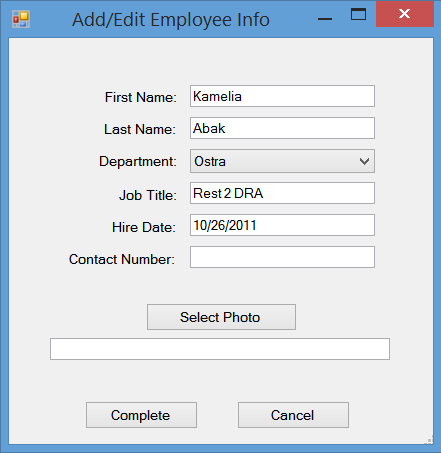 Add/Edit Employee Info
First Name: Kamelia
Last Name: Abak
Department: Ostra
Job Title: Rest 2 DRA
Hire Date: 10/26/2011
Contact Number:
Select Photo
Complete Cancel